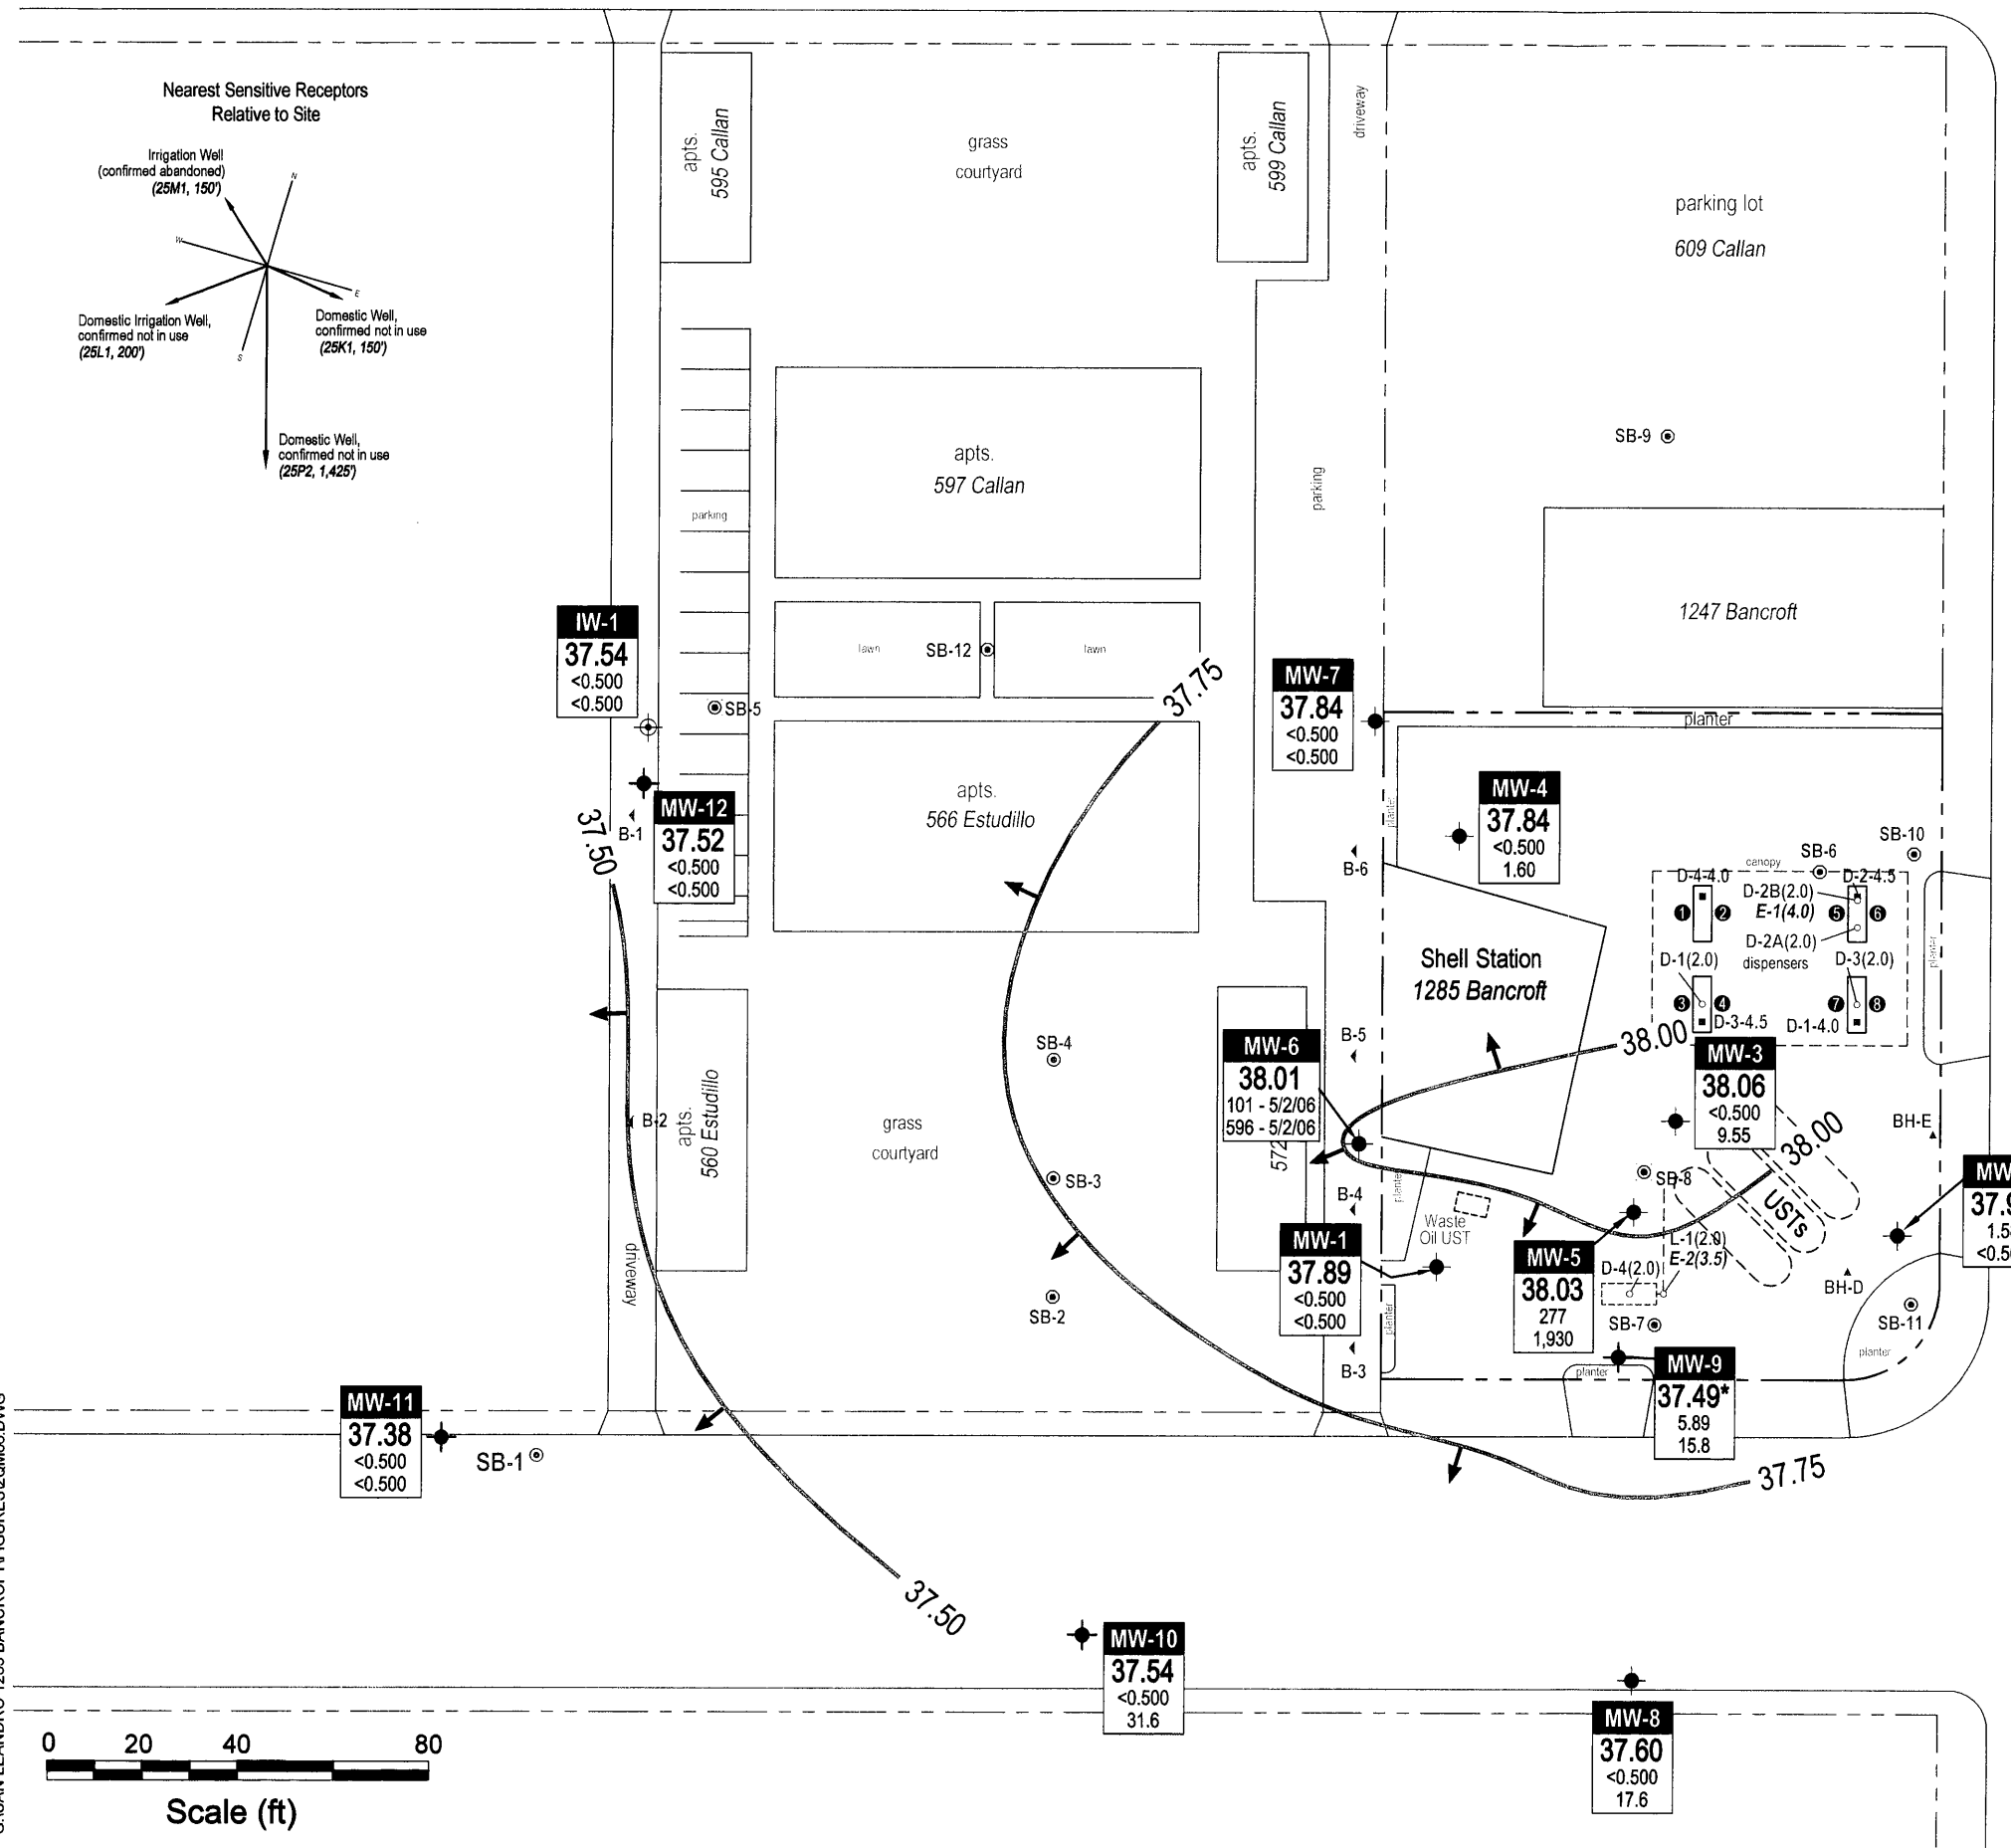 Nearest Sensitive Receptors
Relative to Site
Irrigation Well
(confirmed abandoned)
(25M1, 150')
N
W
E
S
Domestic Irrigation Well,
confirmed not in use
(25L1, 200')
Domestic Well,
confirmed not in use
(25K1, 150')
Domestic Well,
confirmed not in use
(25P2, 1,425')
apts.
595 Callan
grass
courtyard
apts.
599 Callan
driveway
parking lot
609 Callan
SB-9
parking
apts.
597 Callan
parking
1247 Bancroft
IW-1
37.54
<0.500
<0.500
lawn
SB-12
lawn
SB-5
37.75
MW-7
37.84
<0.500
<0.500
planter
MW-12
37.52
<0.500
<0.500
B-1
37.50
apts.
566 Estudillo
planter
MW-4
37.84
<0.500
1.60
B-6
SB-10
SB-6
canopy
D-4-4.0
D-2-4.5
D-2B(2.0)
E-1(4.0)
1
2
5
6
D-2A(2.0)
dispensers
D-1(2.0)
D-3(2.0)
3
4
7
8
D-3-4.5
D-1-4.0
planter
Shell Station
1285 Bancroft
38.00
SB-4
B-5
MW-6
38.01
101 - 5/2/06
596 - 5/2/06
MW-3
38.06
<0.500
9.55
B-2
apts.
560 Estudillo
grass
courtyard
572
38.00
BH-E
SB-3
SB-8
USTs
B-4
planter
Waste
Oil UST
MW-1
37.89
<0.500
<0.500
MW-5
38.03
277
1,930
L-1(2.0)
E-2(3.5)
D-4(2.0)
BH-D
driveway
SB-2
SB-7
SB-11
planter
planter
B-3
planter
MW-9
37.49*
5.89
15.8
MW-11
37.38
<0.500
<0.500
SB-1
37.75
37.50
MW-10
37.54
<0.500
31.6
MW-8
37.60
<0.500
17.6
0 20 40 80
Scale (ft)